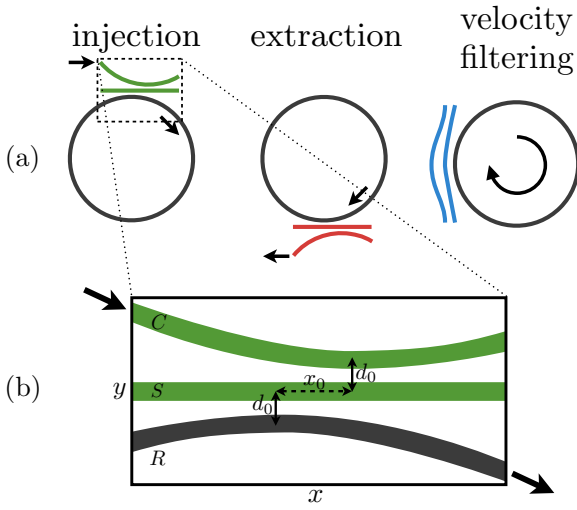 injection
extraction
velocity
filtering
(a)
(b)
C
d0
x0
y
S
d0
R
x